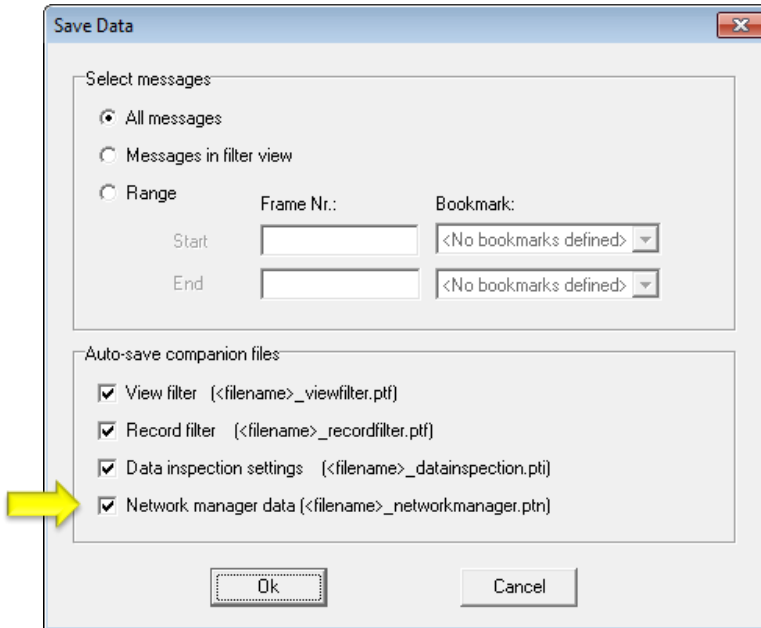 Save Data
Select messages
All messages
Messages in filter view
Range
Frame Nr.:
Bookmark:
Start
<No bookmarks defined>
End
<No bookmarks defined>
Auto-save companion files
View filter (<filename>_viewfilter.ptf)
Record filter (<filename>_recordfilter.ptf)
Data inspection settings (<filename>_datainspection.pti)
Network manager data (<filename>_networkmanager.ptn)
Ok
Cancel